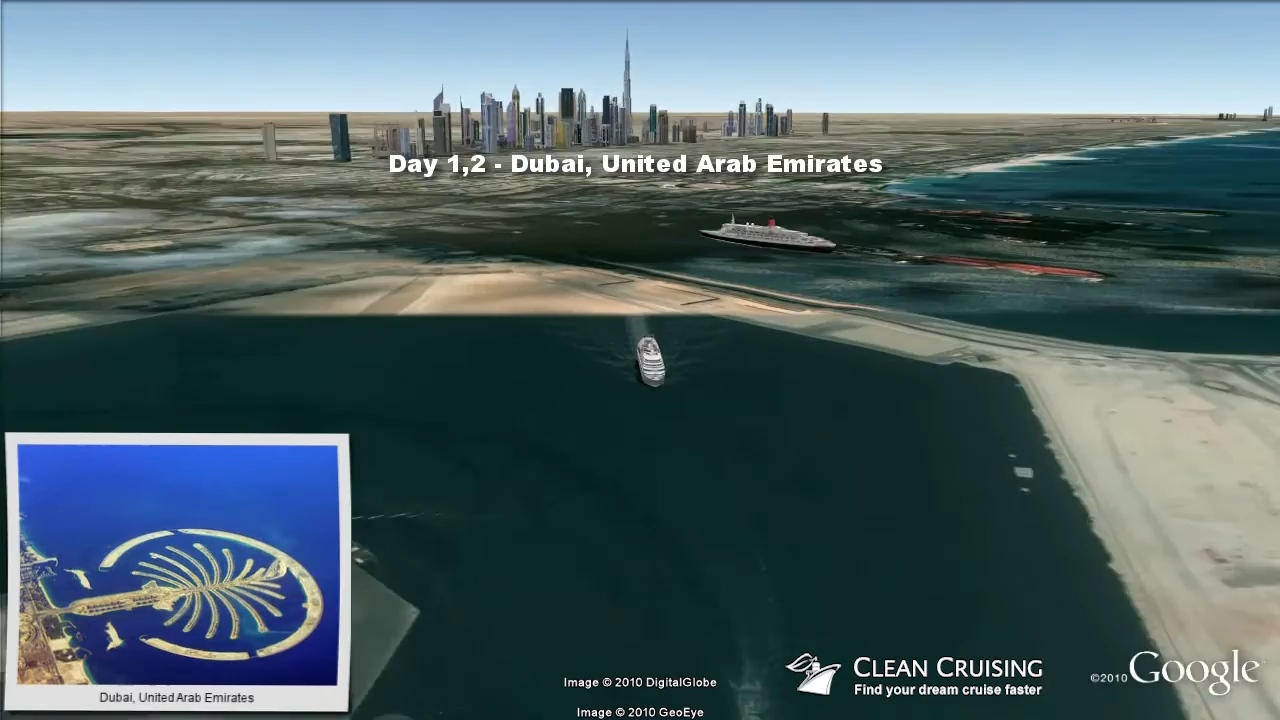 Day 1,2 - Dubai, United Arab Emirates
Dubai, United Arab Emirates
Image © 2010 DigitalGlobe
Image © 2010 GeoEye
CLEAN CRUISING
Find your dream cruise faster
©2010 Google